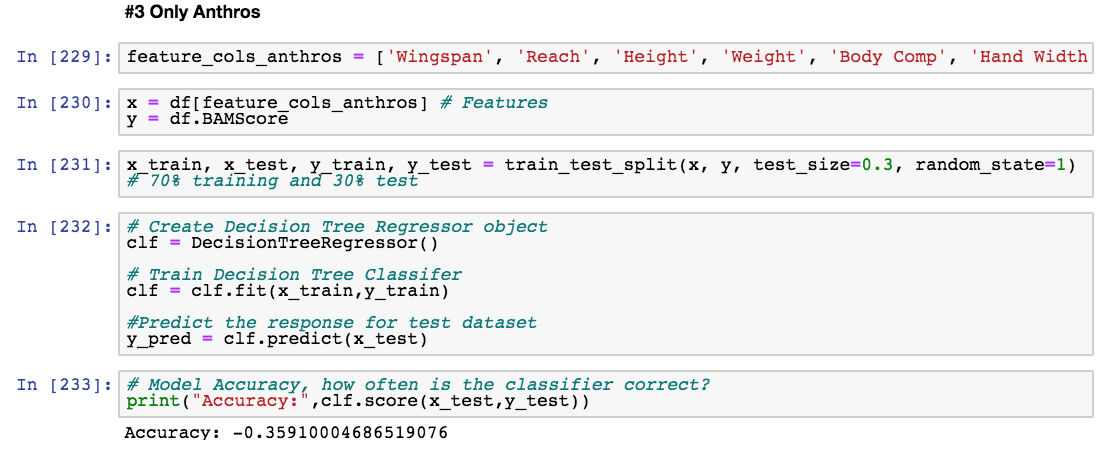 #3 Only Anthros
In [229]: feature_cols_anthros = ['Wingspan', 'Reach', 'Height', 'Weight', 'Body Comp', 'Hand Width
In [230]: x = df[feature_cols_anthros] # Features
y = df.BAMScore
In [231]: x_train, x_test, y_train, y_test = train_test_split(x, y, test_size=0.3, random_state=1)
# 70% training and 30% test
In [232]: # Create Decision Tree Regressor object
clf = DecisionTreeRegressor()
# Train Decision Tree Classifer
clf = clf.fit(x_train,y_train)
#Predict the response for test dataset
y_pred = clf.predict(x_test)
In [233]: # Model Accuracy, how often is the classifier correct?
print("Accuracy:",clf.score(x_test,y_test))
Accuracy: -0.35910004686519076